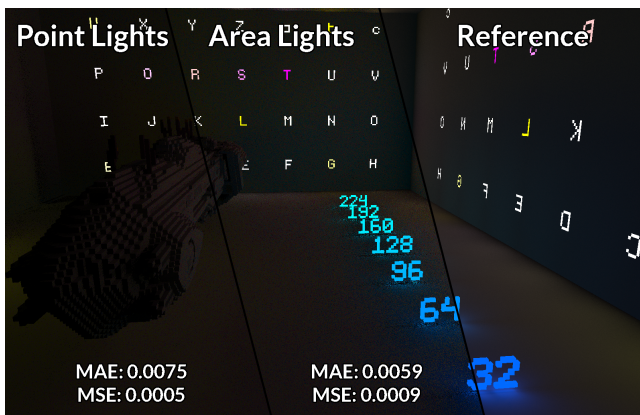 Point Lights Area Lights Reference
U X Y Z
P O R S T U V V U T
I J K L M N O O N M L K
E E F G H H G F E D C
224
192
160
128
96
64
32
MAE: 0.0075 MAE: 0.0059
MSE: 0.0005 MSE: 0.0009